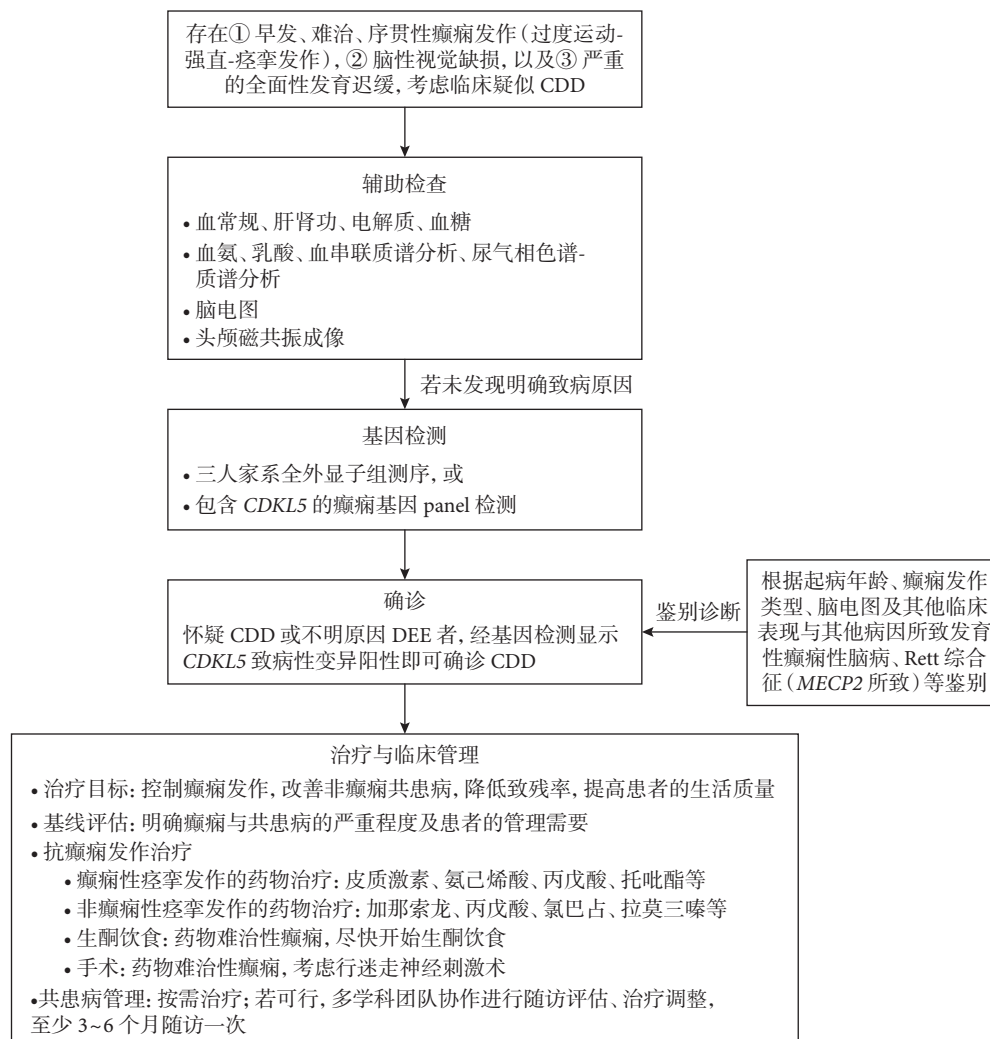 存在① 早发、难治、序贯性癫痫发作（过度运动-
强直-痉挛发作），② 脑性视觉缺损，以及③ 严重
的全面性发育迟缓，考虑临床疑似 CDD
辅助检查
• 血常规、肝肾功、电解质、血糖
• 血氨、乳酸、血串联质谱分析、尿气相色谱-
质谱分析
• 脑电图
• 头颅磁共振成像
若未发现明确致病原因
基因检测
• 三人家系全外显子组测序，或
• 包含 CDKL5 的癫痫基因 panel 检测
确诊
怀疑 CDD 或不明原因 DEE 者，经基因检测显示
CDKL5 致病性变异阳性即可确诊 CDD
鉴别诊断
根据起病年龄、癫痫发作
类型、脑电图及其他临床
表现与其他病因所致发育
性癫痫性脑病、Rett 综合
征（MECP2 所致）等鉴别
治疗与临床管理
• 治疗目标：控制癫痫发作，改善非癫痫共患病，降低致残率，提高患者的生活质量
• 基线评估：明确癫痫与共患病的严重程度及患者的管理需要
• 抗癫痫发作治疗
• 癫痫性痉挛发作的药物治疗：皮质激素、氨己烯酸、丙戊酸、托吡酯等
• 非癫痫性痉挛发作的药物治疗：加那索龙、丙戊酸、氯巴占、拉莫三嗪等
• 生酮饮食：药物难治性癫痫，尽快开始生酮饮食
• 手术：药物难治性癫痫，考虑行迷走神经刺激术
•共患病管理：按需治疗；若可行，多学科团队协作进行随访评估、治疗调整，
至少 3~6 个月随访一次